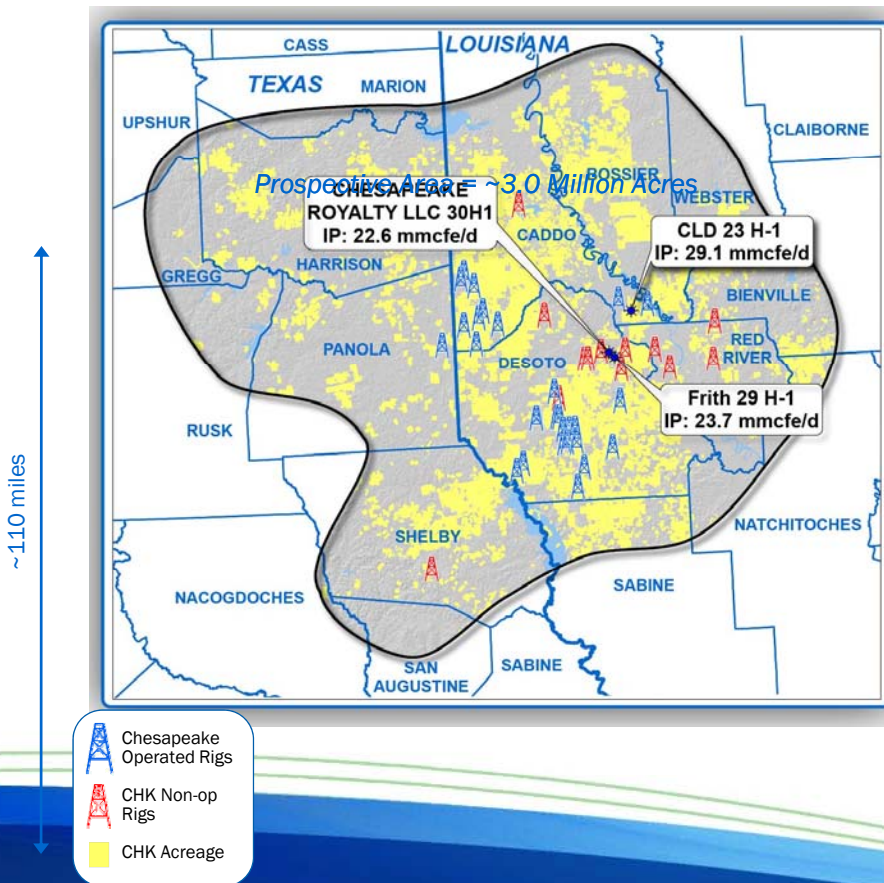 CASS
LOUISIANA
TEXAS
MARION
UPSHUR
CLAIBORNE
BOSSIER
Prospective Area = ~3.0 Million Acres
WEBSTER
CHESAPEAKE
ROYALTY LLC 30H1
IP: 22.6 mmcfe/d
CADDO
CLD 23 H-1
IP: 29.1 mmcfe/d
HARRISON
GREGG
BIENVILLE
PANOLA
DESOTO
RED
RIVER
Frith 29 H-1
IP: 23.7 mmcfe/d
RUSK
~110 miles
SHELBY
NATCHITOCHES
SABINE
NACOGDOCHES
SAN
AUGUSTINE
SABINE
Chesapeake
Operated Rigs
CHK Non-op
Rigs
CHK Acreage